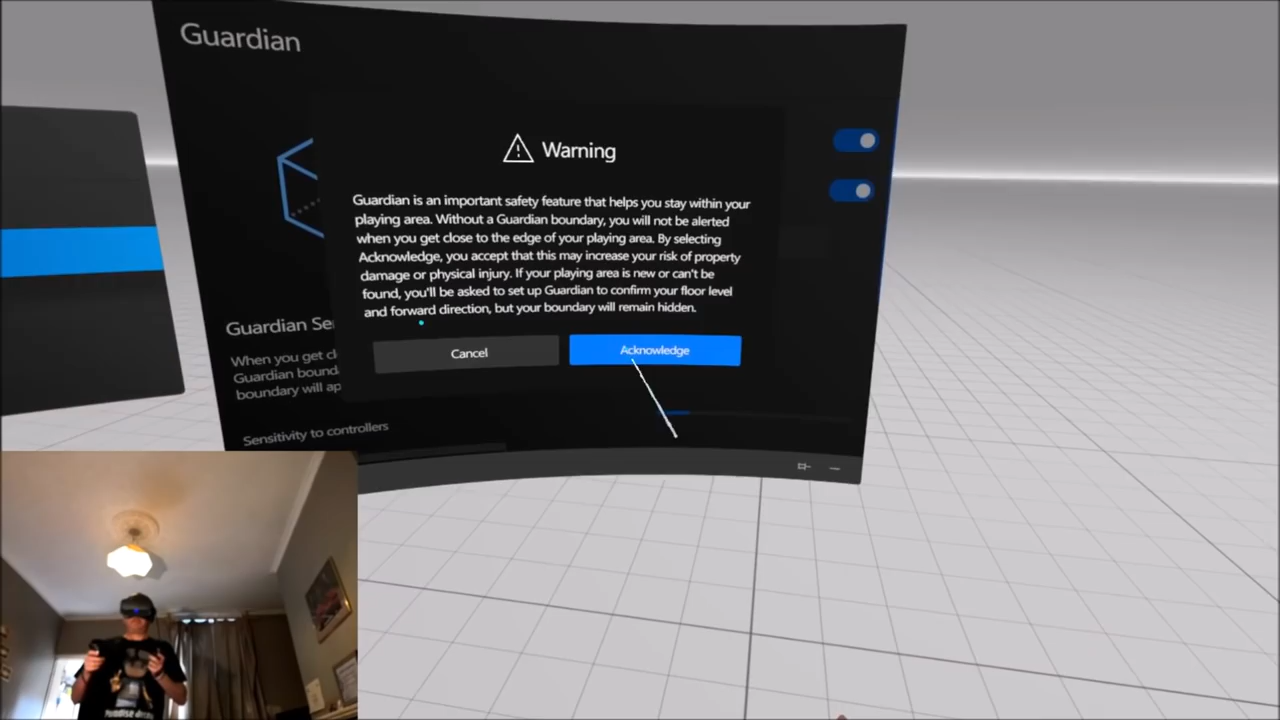 Guardian
Warning
Guardian is an important safety feature that helps you stay within your
playing area. Without a Guardian boundary, you will not be alerted
when you get close to the edge of your playing area. By selecting
Acknowledge, you accept that this may increase your risk of property
damage or physical injury. If your playing area is new or can't be
found, you'll be asked to set up Guardian to confirm your floor level
and forward direction, but your boundary will remain hidden.
Cancel
Acknowledge
Guardian Se
When you get cl
Guardian bound
boundary will ap
Sensitivity to controllers